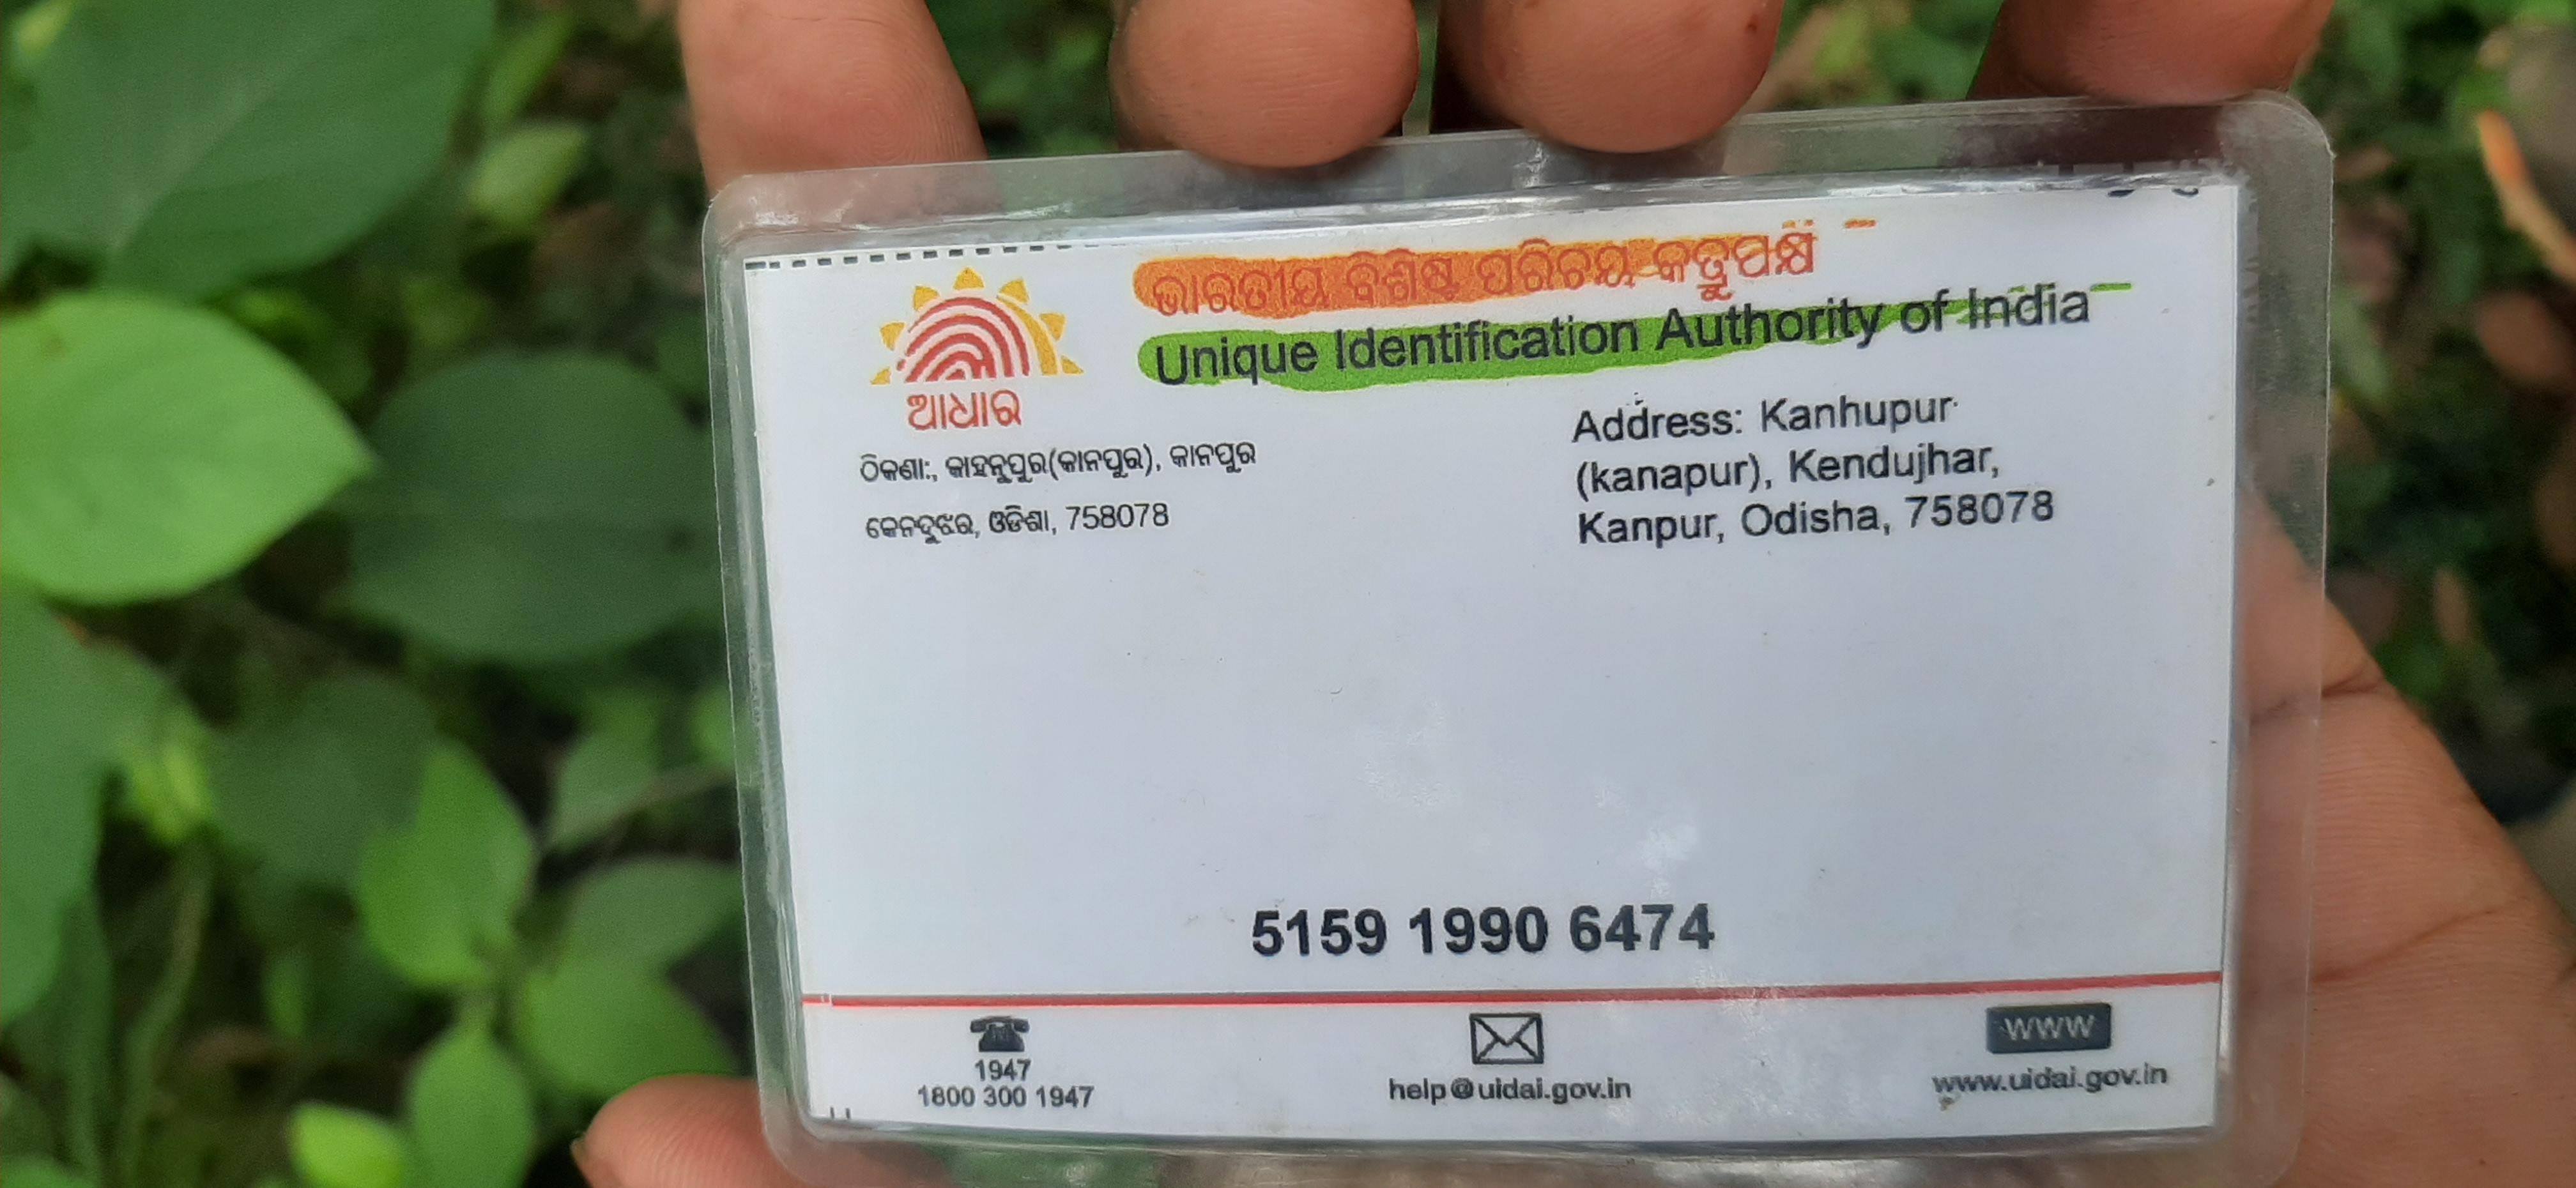 ଭାରତୀୟ ବିଶିଷ୍ଟ ପରିଚୟ କର୍ତ୍ତୃପକ୍ଷ
Unique Identification Authority of India
ଆଧାର
ଠିକଣା:, କାହନୁପୁର(କାନପୁର), କାନପୁର
କେନଦୁଝର, ଓଡିଶା, 758078
Address: Kanhupur
(kanapur), Kendujhar,
Kanpur, Odisha, 758078
5159 1990 6474
1947
1800 300 1947
help@uidai.gov.in
www
www.uidai.gov.in